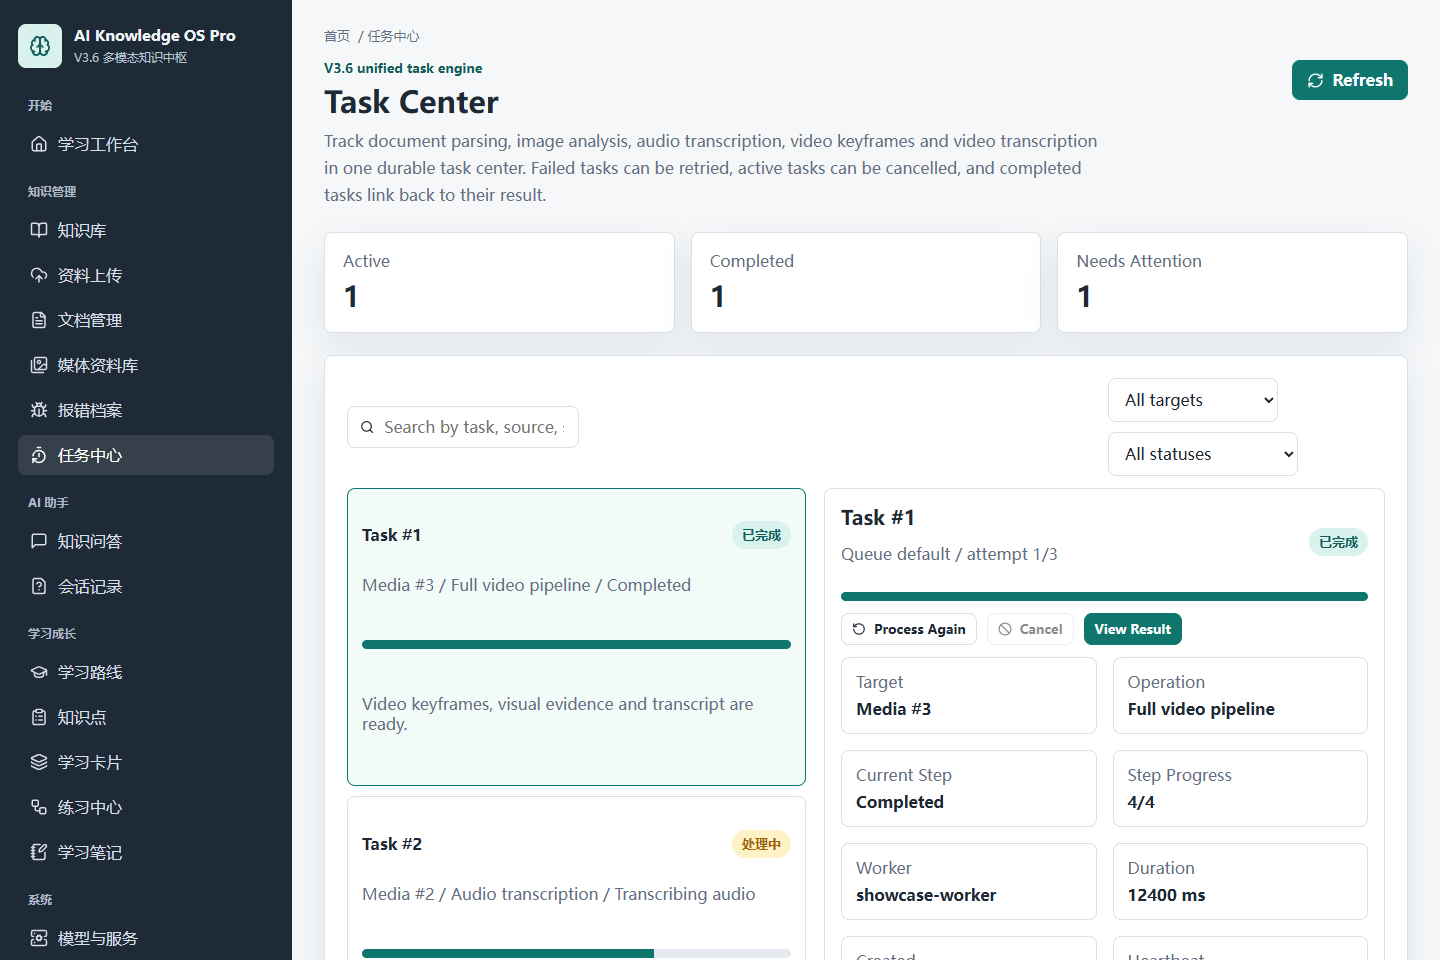 AI Knowledge OS Pro
V3.6 多模态知识中枢
开始
学习工作台
知识管理
知识库
资料上传
文档管理
媒体资料库
报错档案
任务中心
AI 助手
知识问答
会话记录
学习成长
学习路线
知识点
学习卡片
练习中心
学习笔记
系统
模型与服务
首页 / 任务中心
V3.6 unified task engine
Task Center
Track document parsing, image analysis, audio transcription, video keyframes and video transcription
in one durable task center. Failed tasks can be retried, active tasks can be cancelled, and completed
tasks link back to their result.
Refresh
Active
1
Completed
1
Needs Attention
1
Search by task, source,
All targets
All statuses
Task #1
已完成
Media #3 / Full video pipeline / Completed
Video keyframes, visual evidence and transcript are
ready.
Task #2
处理中
Media #2 / Audio transcription / Transcribing audio
Task #1
Queue default / attempt 1/3
已完成
Process Again
Cancel
View Result
Target
Media #3
Operation
Full video pipeline
Current Step
Completed
Step Progress
4/4
Worker
showcase-worker
Duration
12400 ms
Created
Heartbeat